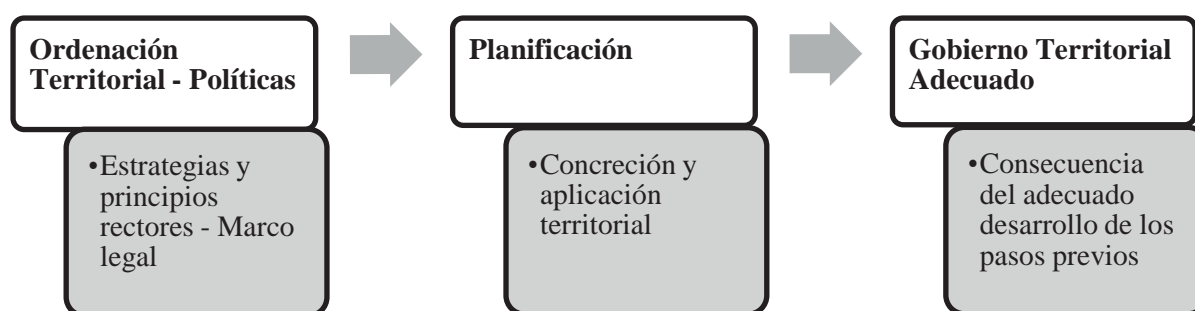 Ordenación
Territorial - Políticas
•Estrategias y
principios
rectores - Marco
legal
Planificación
•Concreción y
aplicación
territorial
Gobierno Territorial
Adecuado
•Consecuencia
del adecuado
desarrollo de los
pasos previos